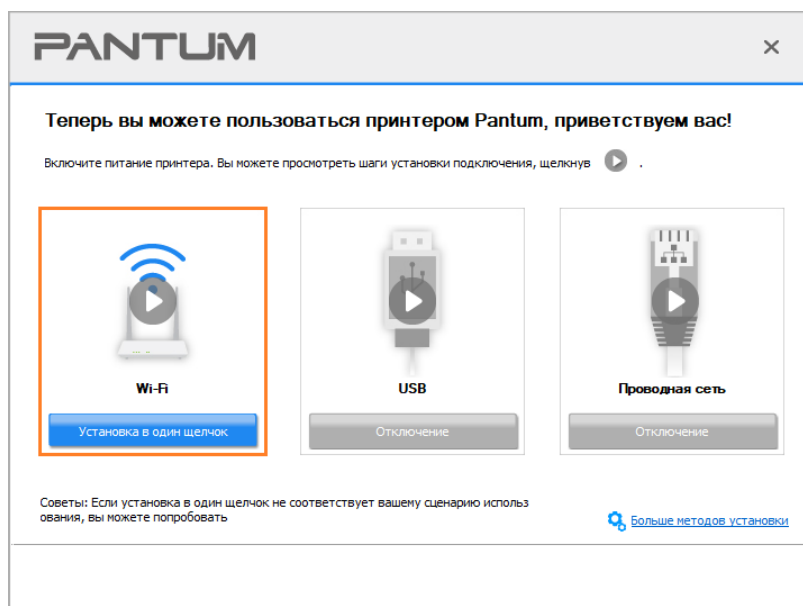 PANTUM
Теперь вы можете пользоваться принтером Pantum, приветствуем вас!
Включите питание принтера. Вы можете просмотреть шаги установки подключения, щелкнув .
Wi-Fi
USB
Проводная сеть
Установка в один щелчок
Отключение
Отключение
Советы: Если установка в один щелчок не соответствует вашему сценарию использ
ования, вы можете попробовать
Больше методов установки